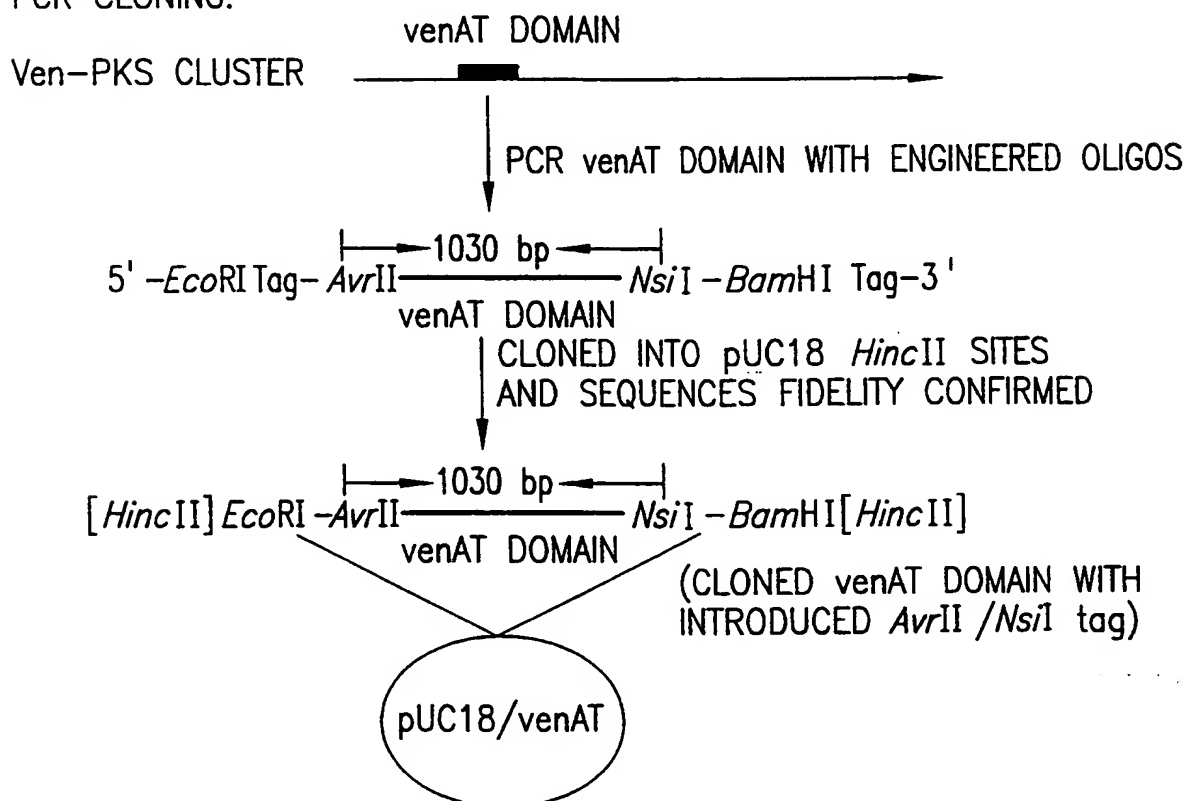 PCR CLONING:
venAT DOMAIN
Ven-PKS CLUSTER
PCR venAT DOMAIN WITH ENGINEERED OLIGOS
1030 bp
5' -EcoRI Tag- AvrII NsiI -BamHI Tag-3'
venAT DOMAIN
CLONED INTO pUC18 HincII SITES
AND SEQUENCES FIDELITY CONFIRMED
1030 bp
[HincII] EcoRI -AvrII NsiI -BamHI[HincII]
venAT DOMAIN
(CLONED venAT DOMAIN WITH
INTRODUCED AvrII /NsiI tag)
pUC18/venAT